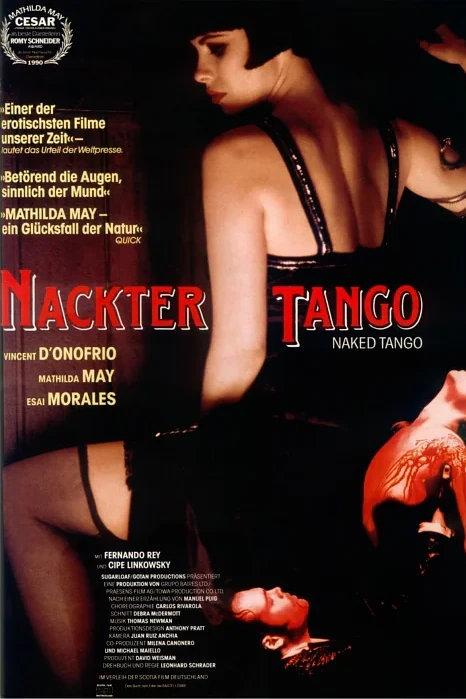 MATHILDA MAY
CESAR
als beste Darstellerin
ROMY SCHNEIDER
AWARD
1990
»Einer der
erotischsten Filme
unserer Zeit«–
lautet das Urteil der Weltpresse.
»Betörend die Augen,
sinnlich der Mund«
»MATHILDA MAY –
ein Glücksfall der Natur«
QUICK
NACKTER TANGO
NAKED TANGO
VINCENT D'ONOFRIO
MATHILDA MAY
ESAI MORALES
MIT FERNANDO REY
UND CIPE LINKOWSKY
SUGARLOAF/GOTAN PRODUCTIONS PRÄSENTIERT
EINE PRODUKTION VON GRUPO BAIRES LTD./
PRAESENS FILM AG/TOWA PRODUCTION CO. LTD.
NACH EINER ERZÄHLUNG VON MANUEL PUIG
CHOREOGRAPHIE CARLOS RIVAROLA
SCHNITT DEBRA McDERMOTT
MUSIK THOMAS NEWMAN
PRODUKTIONSDESIGN ANTHONY PRATT
KAMERA JUAN RUIZ ANCHIA
CO-PRODUZENT MILENA CANONERO
UND MICHAEL MAIELLO
PRODUZENT DAVID WEISMAN
DREHBUCH UND REGIE LEONHARD SCHRADER
IM VERLEIH DER SCOTIA FILM DEUTSCHLAND